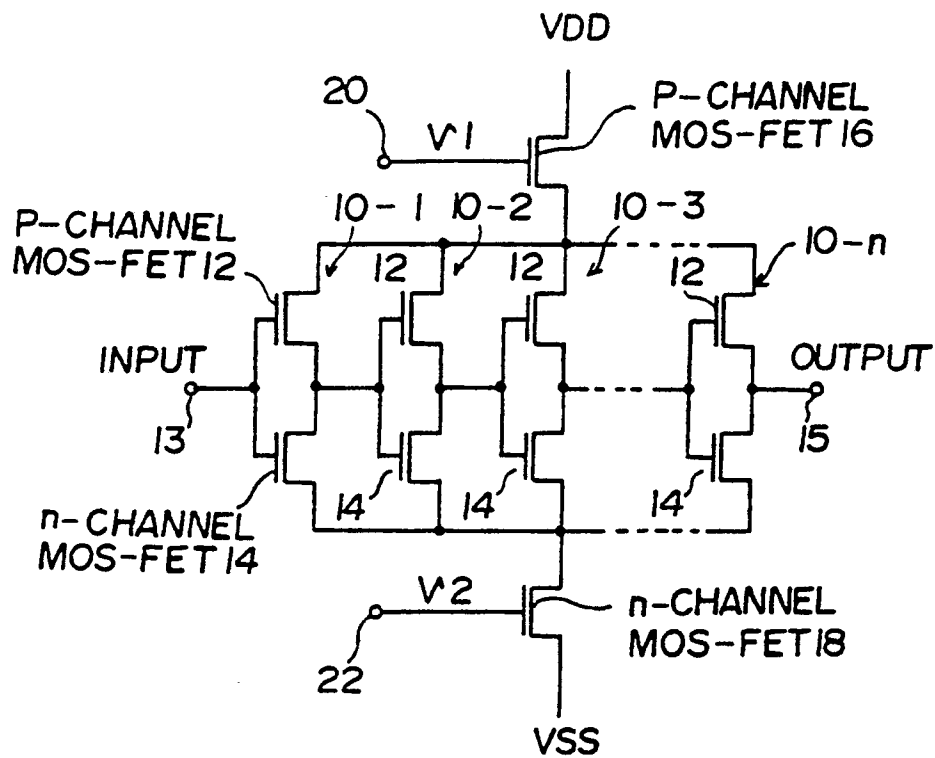 VDD
20
V1
P-CHANNEL
MOS-FET 16
P-CHANNEL
MOS-FET 12
10-1
10-2
10-3
10-n
12
12
12
INPUT
OUTPUT
13
15
14
14
14
n-CHANNEL
MOS-FET 14
V2
22
n-CHANNEL
MOS-FET 18
VSS